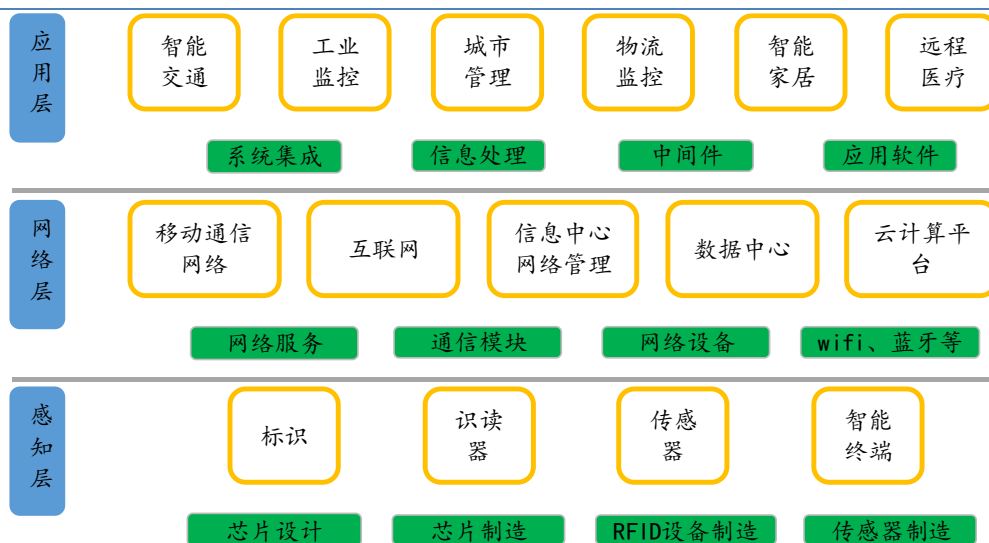 应用层
智能
交通
工业
监控
城市
管理
物流
监控
智能
家居
远程
医疗
系统集成
信息处理
中间件
应用软件
网络层
移动通信
网络
互联网
信息中心
网络管理
数据中心
云计算平
台
网络服务
通信模块
网络设备
wifi、蓝牙等
感知层
标识
识读
器
传感
器
智能
终端
芯片设计
芯片制造
RFID设备制造
传感器制造